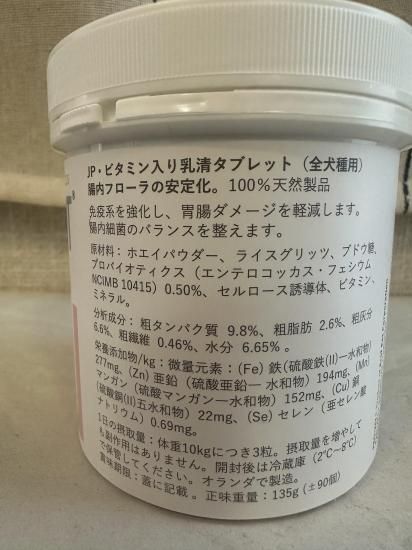 JP・ビタミン入り乳清タブレット（全犬種用）
腸内フローラの安定化。100%天然製品
免疫系を強化し、胃腸ダメージを軽減します。
腸内細菌のバランスを整えます。
原材料：ホエイパウダー、ライスグリッツ、ブドウ糖、
プロバイオティクス（エンテロコッカス・フェシウム
NCIMB 10415）0.50%、セルロース誘導体、ビタミン、
ミネラル。
分析成分：粗タンパク質 9.8%、粗脂肪 2.6%、粗灰分
6.6%、粗繊維 0.46%、水分 6.65%。
栄養添加物/kg：微量元素：(Fe) 鉄(硫酸鉄(II)一水和物)
277mg、(Zn) 亜鉛（硫酸亜鉛一水和物）194mg、(Mn)
マンガン（硫酸マンガン一水和物）152mg、(Cu) 銅
(硫酸銅(II)五水和物）22mg、(Se) セレン（亜セレン酸
ナトリウム）0.69mg。
1日の摂取量：体重10kgにつき3粒。摂取量を増やして
も副作用はありません。開封後は冷蔵庫（2℃〜8℃）
で保管してください。オランダで製造。
賞味期限：蓋に記載。正味重量：135g（±90個）